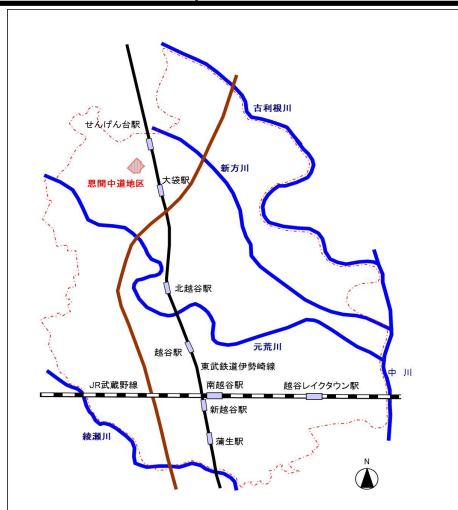 古利根川
せんげん台駅
新方川
恩間中道地区
大袋駅
北越谷駅
元荒川
越谷駅
東武鉄道伊勢崎線
中 川
JR武蔵野線
南越谷駅
越谷レイクタウン駅
新越谷駅
綾瀬川
蒲生駅
N